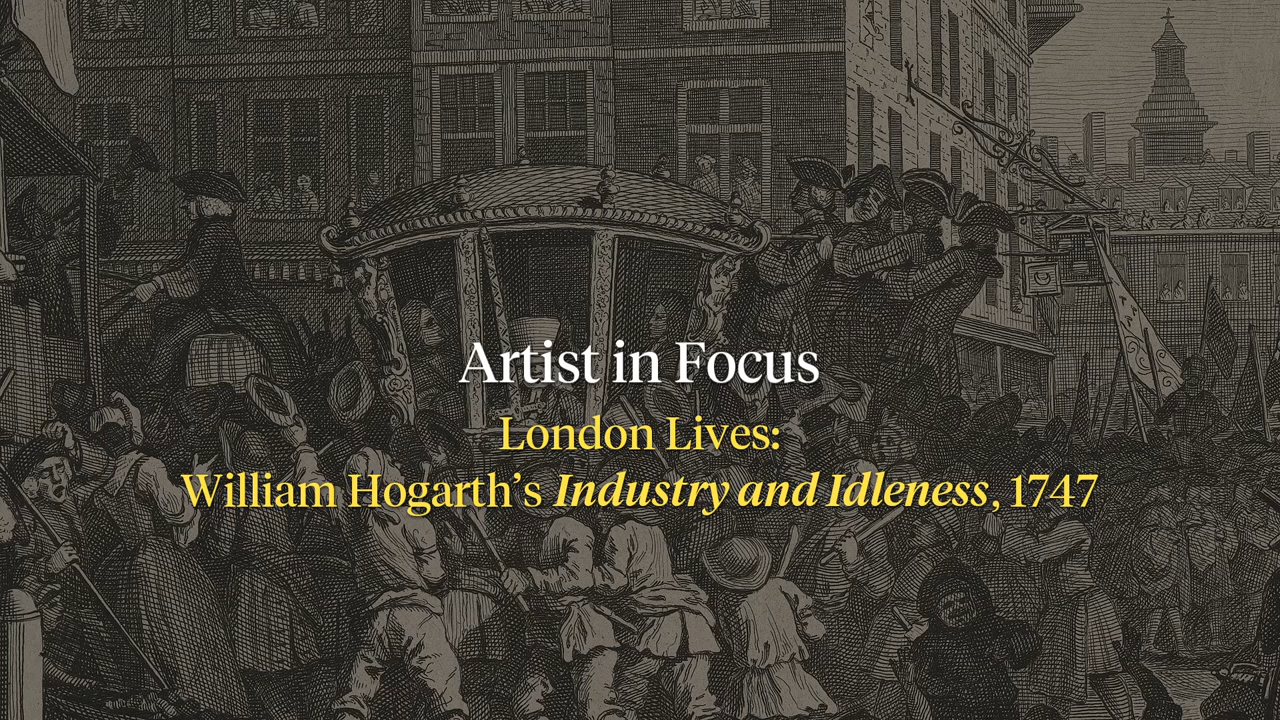 Artist in Focus
London Lives:
William Hogarth’s Industry and Idleness, 1747